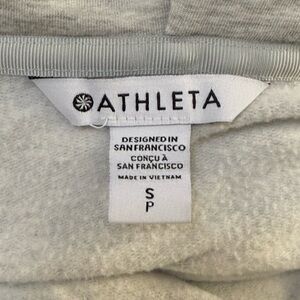 ATHLETA
DESIGNED IN
SAN FRANCISCO
CONÇU À
SAN FRANCISCO
MADE IN VIETNAM
S
P